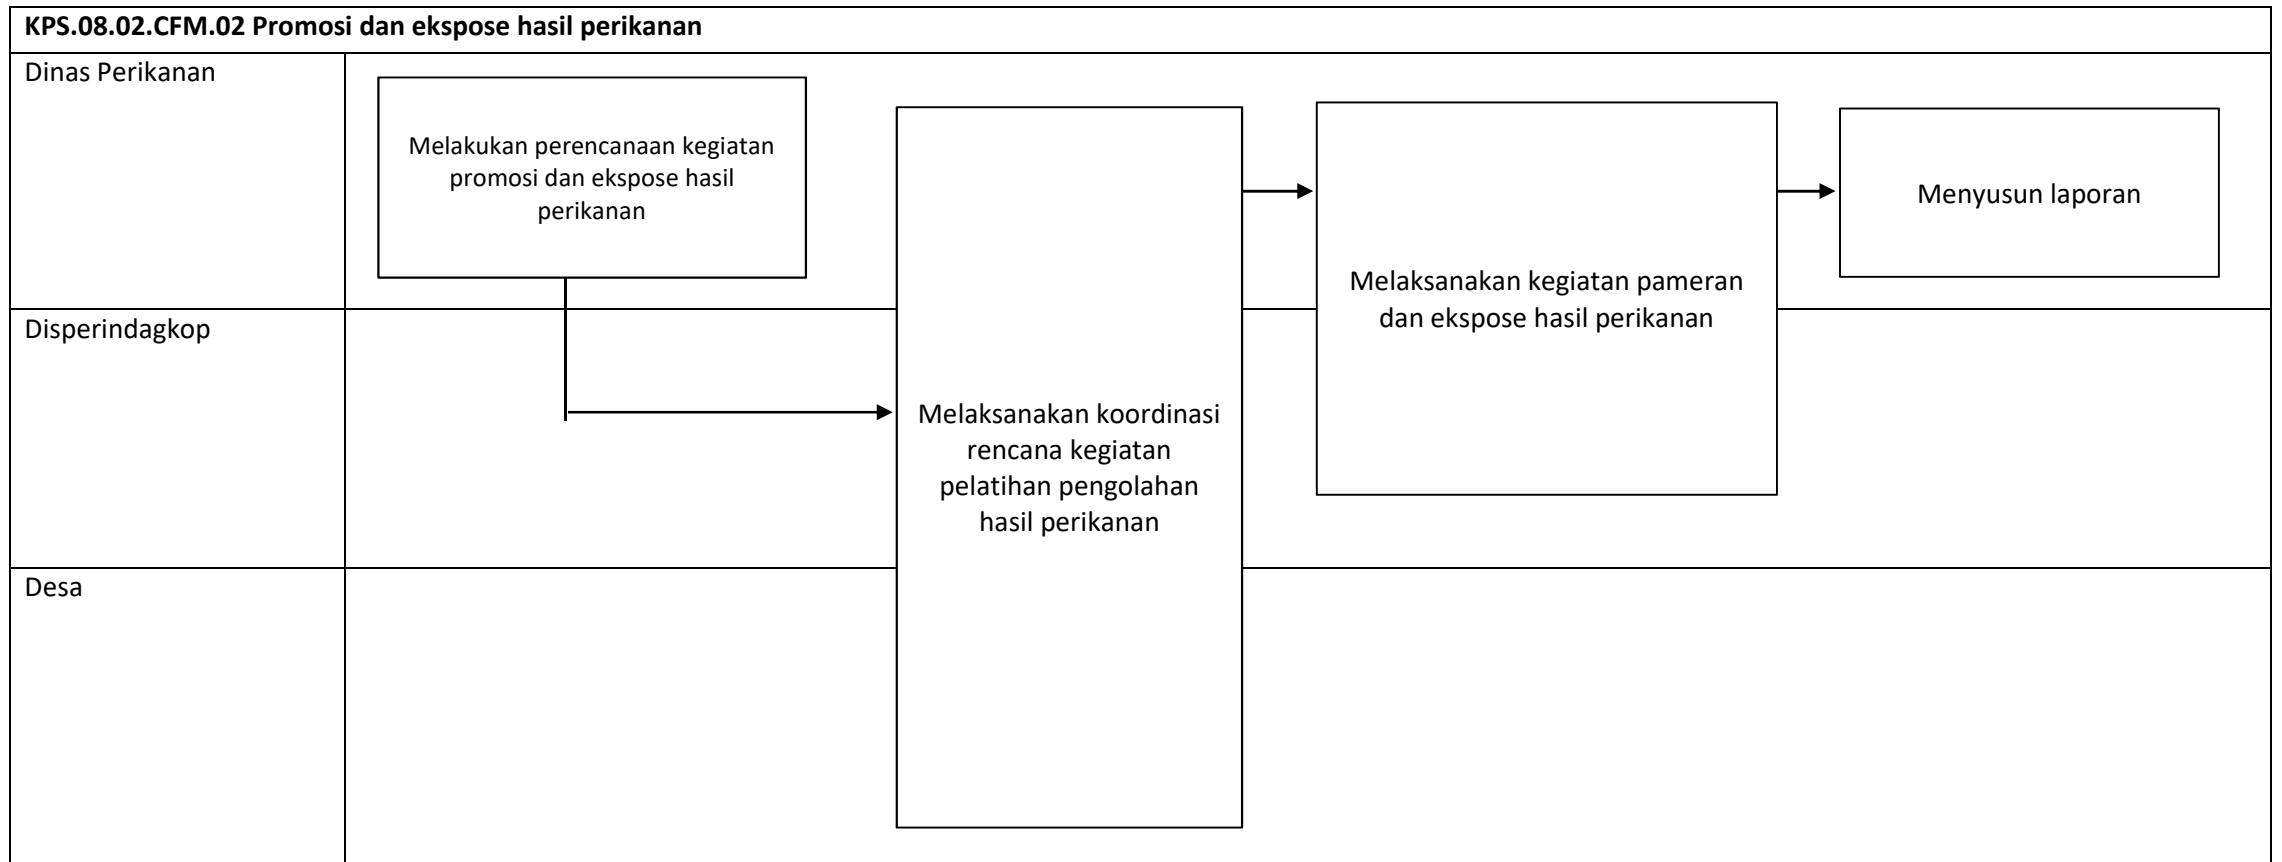 KPS.08.02.CFM.02 Promosi dan ekspose hasil perikanan
Dinas Perikanan
Melakukan perencanaan kegiatan
promosi dan ekspose hasil
perikanan
Menyusun laporan
Melaksanakan kegiatan pameran
dan ekspose hasil perikanan
Disperindagkop
Melaksanakan koordinasi
rencana kegiatan
pelatihan pengolahan
hasil perikanan
Desa